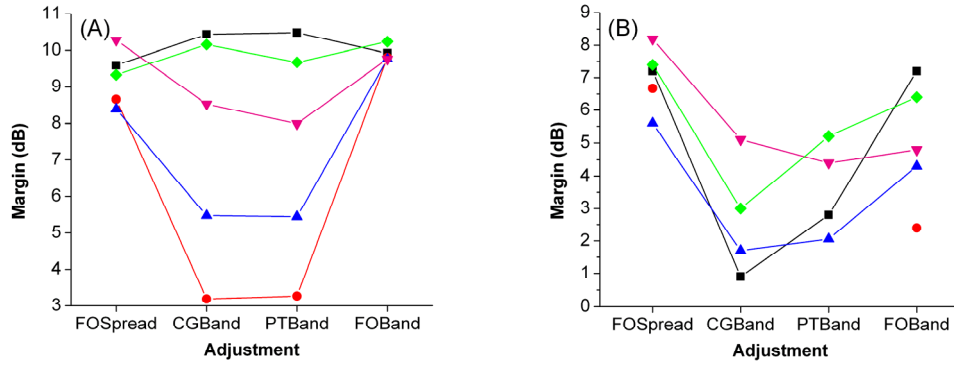 (A)
11
10
9
8
7
6
5
4
3
Margin (dB)
FOSpread CGBand PTBand FOBand
Adjustment
(B)
9
8
7
6
5
4
3
2
1
0
Margin (dB)
FOSpread CGBand PTBand FOBand
Adjustment